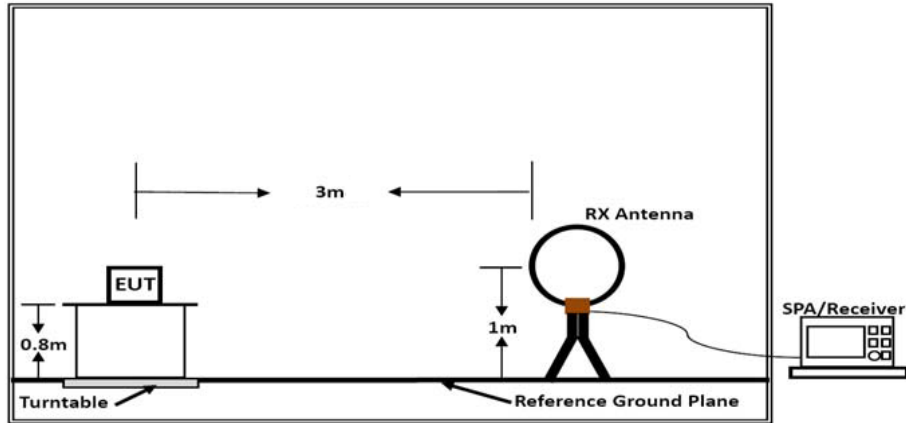 3m
RX Antenna
EUT
SPA/Receiver
0.8m
1m
Turntable
Reference Ground Plane